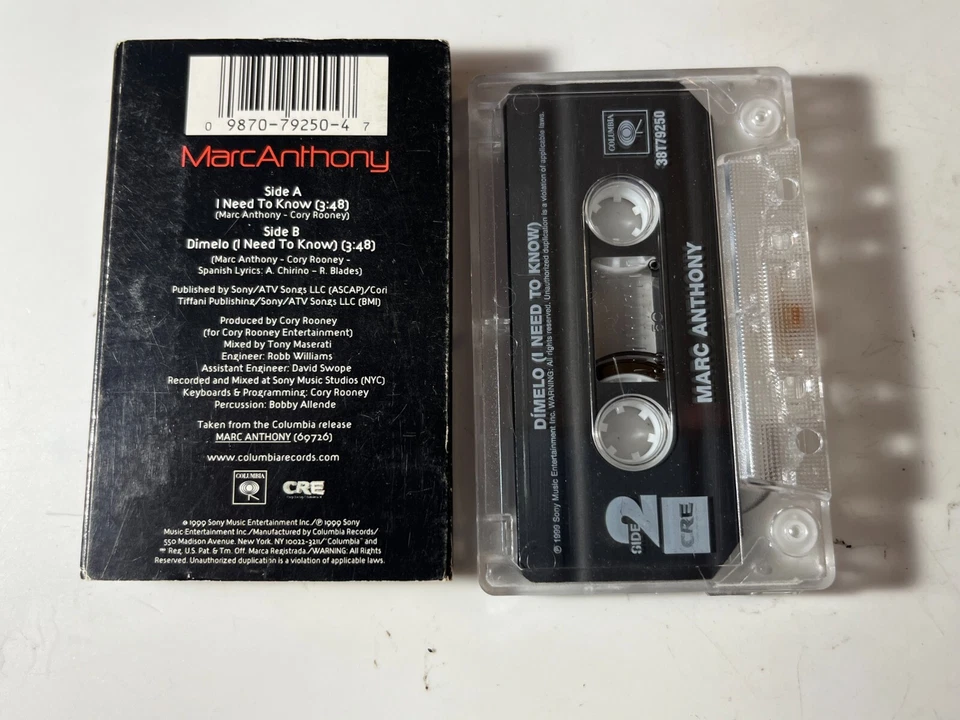 0 9870-79250-4 7
MarcAnthony
Side A
I Need To Know (3:48)
(Marc Anthony - Cory Rooney)
Side B
Dimelo (I Need To Know) (3:48)
(Marc Anthony - Cory Rooney -
Spanish Lyrics: A. Chirino – R. Blades)
Published by Sony/ATV Songs LLC (ASCAP)/Cori
Tiffani Publishing/Sony/ATV Songs LLC (BMI)
Produced by Cory Rooney
(for Cory Rooney Entertainment)
Mixed by Tony Maserati
Engineer: Robb Williams
Assistant Engineer: David Swope
Recorded and Mixed at Sony Music Studios (NYC)
Keyboards & Programming: Cory Rooney
Percussion: Bobby Allende
Taken from the Columbia release
MARC ANTHONY (69726)
www.columbiarecords.com
COLUMBIA
CRE
© 1999 Sony Music Entertainment Inc./℗ 1999 Sony
Music Entertainment Inc./Manufactured by Columbia Records/
550 Madison Avenue, New York, NY 10022-3211/"Columbia" and
Reg. U.S. Pat. & Tm. Off. Marca Registrada./WARNING: All Rights
Reserved. Unauthorized duplication is a violation of applicable laws.
COLUMBIA
38T79250
MARC ANTHONY
DÍMELO (I NEED TO KNOW)
℗ 1999 Sony Music Entertainment Inc. WARNING: All rights reserved. Unauthorized duplication is a violation of applicable laws.
SIDE 2
CRE